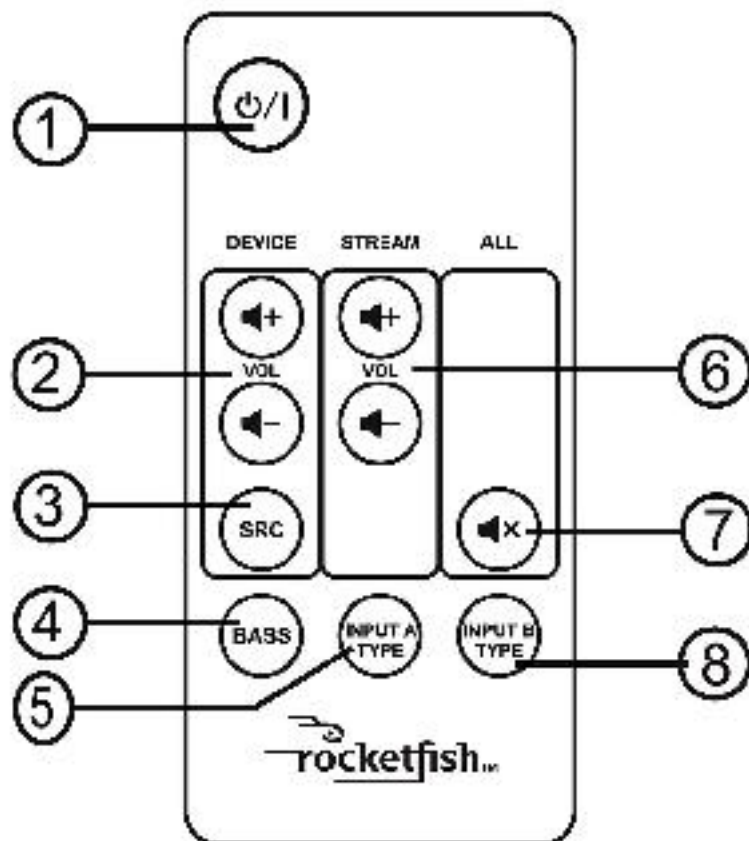 ⏻/I
1
DEVICE STREAM ALL
+ +
2 VOL VOL 6
- -
3 SRC x 7
4 BASS INPUT A TYPE INPUT B TYPE 8
5
rocketfish™